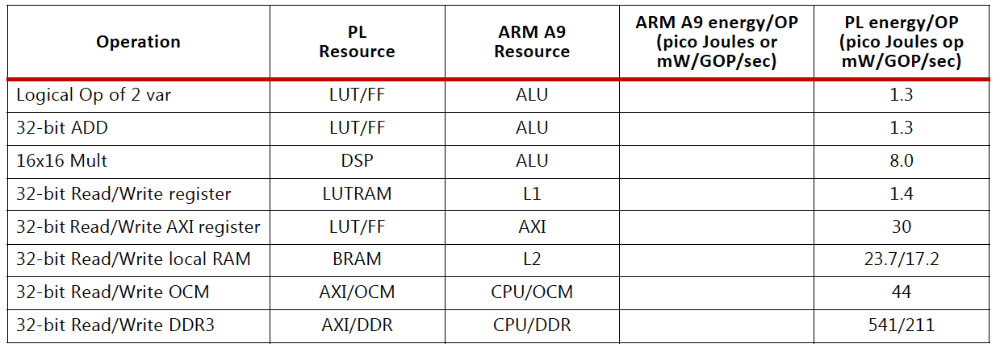 Operation
PL
Resource
ARM A9
Resource
ARM A9 energy/OP
(pico Joules or
mW/GOP/sec)
PL energy/OP
(pico Joules op
mW/GOP/sec)
Logical Op of 2 var LUT/FF ALU 1.3
32-bit ADD LUT/FF ALU 1.3
16x16 Mult DSP ALU 8.0
32-bit Read/Write register LUTRAM L1 1.4
32-bit Read/Write AXI register LUT/FF AXI 30
32-bit Read/Write local RAM BRAM L2 23.7/17.2
32-bit Read/Write OCM AXI/OCM CPU/OCM 44
32-bit Read/Write DDR3 AXI/DDR CPU/DDR 541/211